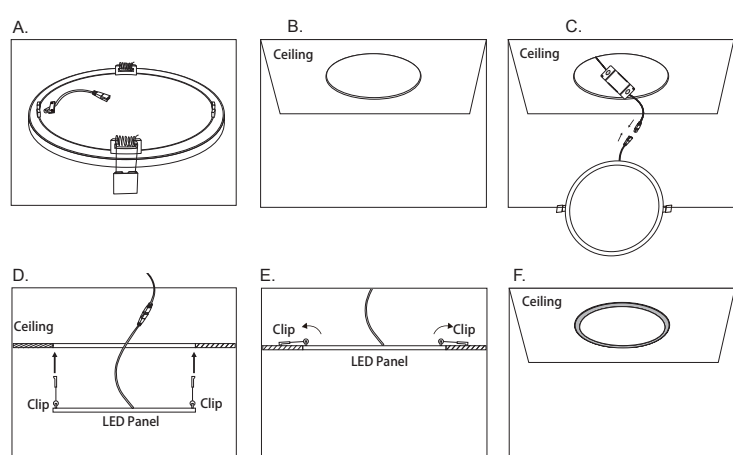 A.
B.
Ceiling
C.
Ceiling
D.
Ceiling
Clip
Clip
LED Panel
E.
Clip
Clip
LED Panel
F.
Ceiling